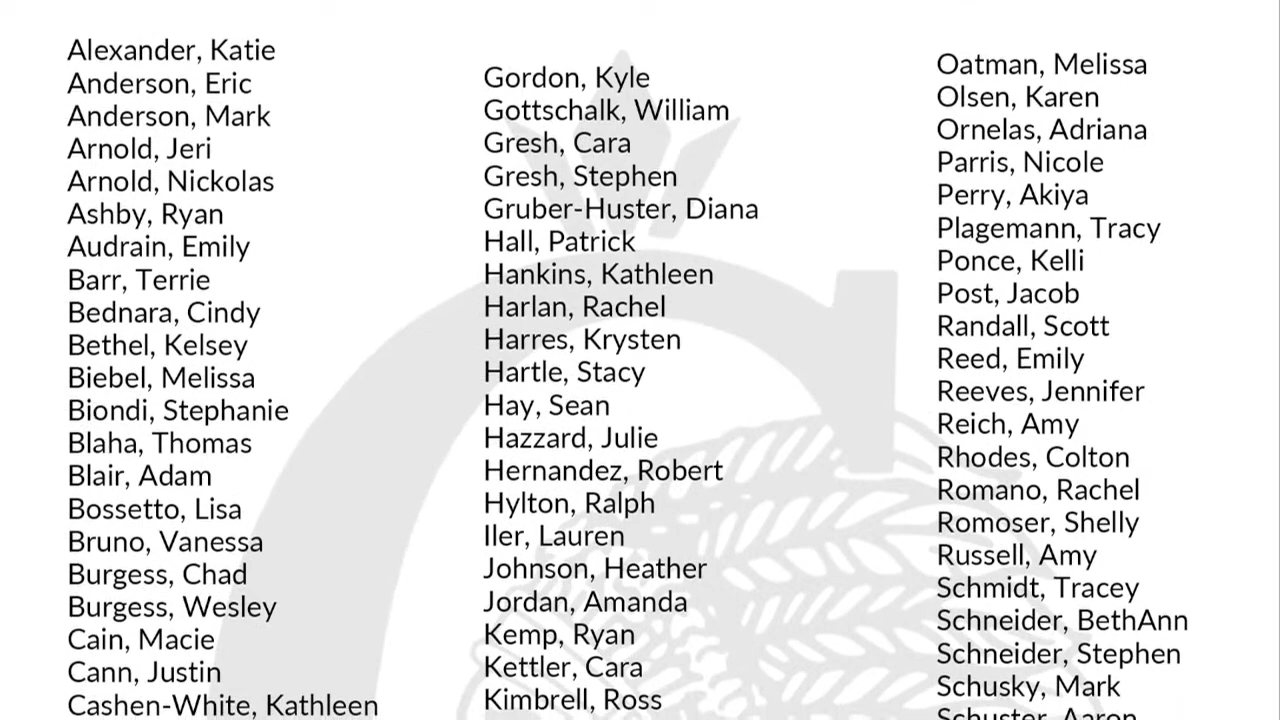 Alexander, Katie
Anderson, Eric
Anderson, Mark
Arnold, Jeri
Arnold, Nickolas
Ashby, Ryan
Audrain, Emily
Barr, Terrie
Bednara, Cindy
Bethel, Kelsey
Biebel, Melissa
Biondi, Stephanie
Blaha, Thomas
Blair, Adam
Bossetto, Lisa
Bruno, Vanessa
Burgess, Chad
Burgess, Wesley
Cain, Macie
Cann, Justin
Cashen-White, Kathleen
Gordon, Kyle
Gottschalk, William
Gresh, Cara
Gresh, Stephen
Gruber-Huster, Diana
Hall, Patrick
Hankins, Kathleen
Harlan, Rachel
Harres, Krysten
Hartle, Stacy
Hay, Sean
Hazzard, Julie
Hernandez, Robert
Hylton, Ralph
Iler, Lauren
Johnson, Heather
Jordan, Amanda
Kemp, Ryan
Kettler, Cara
Kimbrell, Ross
Oatman, Melissa
Olsen, Karen
Ornelas, Adriana
Parris, Nicole
Perry, Akiya
Plagemann, Tracy
Ponce, Kelli
Post, Jacob
Randall, Scott
Reed, Emily
Reeves, Jennifer
Reich, Amy
Rhodes, Colton
Romano, Rachel
Romoser, Shelly
Russell, Amy
Schmidt, Tracey
Schneider, BethAnn
Schneider, Stephen
Schusky, Mark
Schuster, Aaron